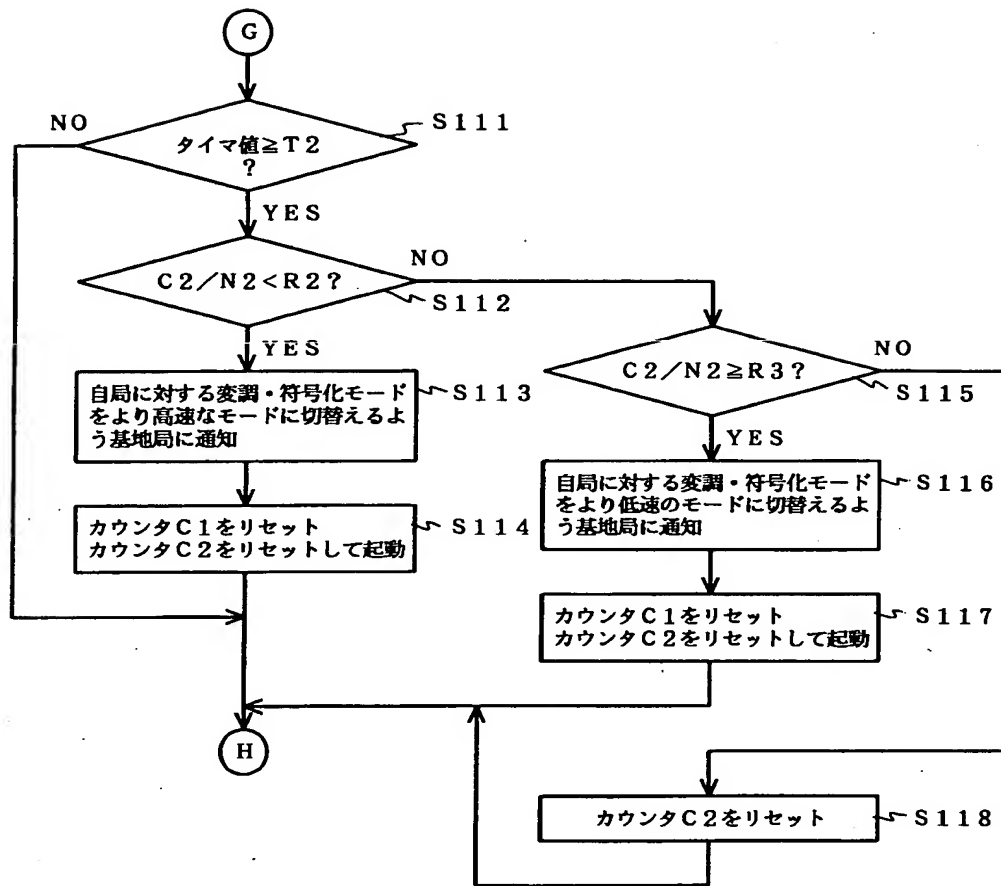 G
NO
タイマ値≧T2
?
S111
YES
C2/N2<R2?
NO
S112
YES
自局に対する変調・符号化モード
をより高速なモードに切替えるよ
う基地局に通知
S113
カウンタC1をリセット
カウンタC2をリセットして起動
S114
C2/N2≧R3?
NO
S115
YES
自局に対する変調・符号化モード
をより低速のモードに切替えるよ
う基地局に通知
S116
カウンタC1をリセット
カウンタC2をリセットして起動
S117
H
カウンタC2をリセット
S118